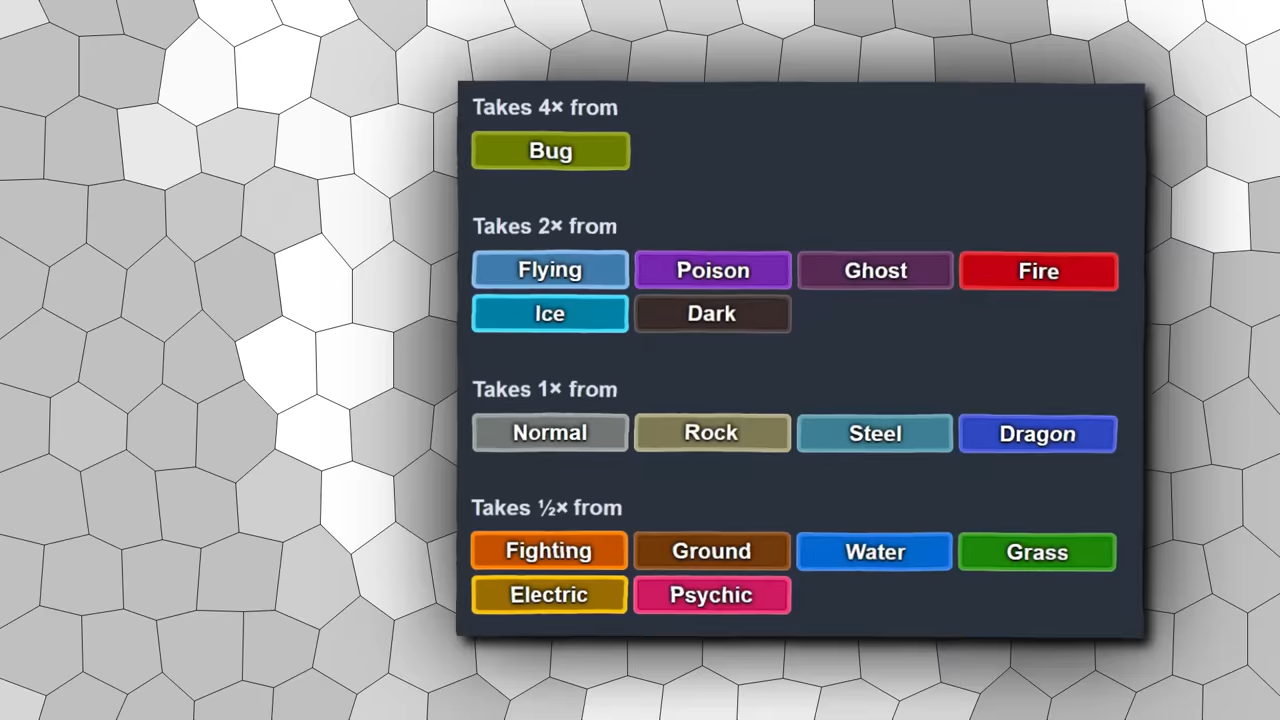 Takes 4× from
Bug
Takes 2× from
Flying Poison Ghost Fire
Ice Dark
Takes 1× from
Normal Rock Steel Dragon
Takes ½× from
Fighting Ground Water Grass
Electric Psychic